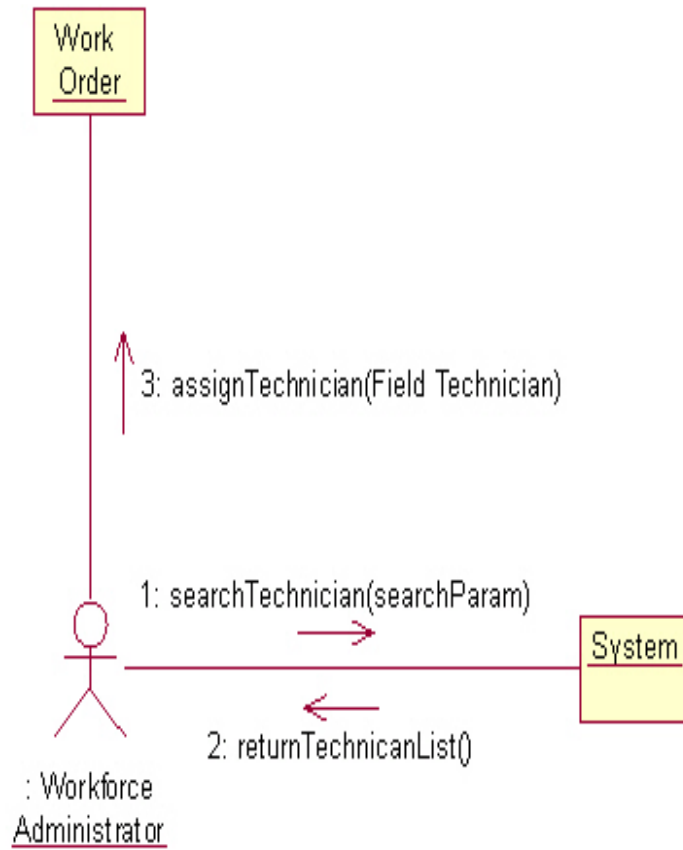 Work
Order
3: assignTechnician(Field Technician)
1: searchTechnician(searchParam)
System
2: returnTechnicanList()
: Workforce
Administrator